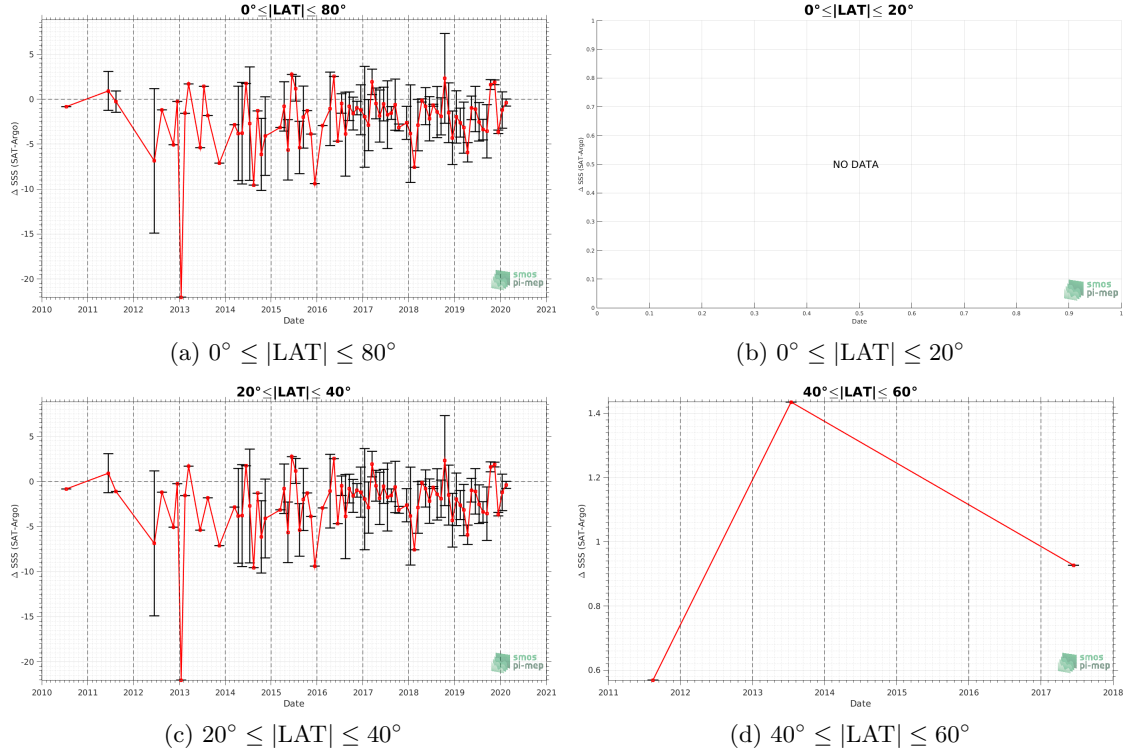 0°≤|LAT|≤ 80°
Δ SSS (SAT-Argo)
5
0
-5
-10
-15
-20
2010 2011 2012 2013 2014 2015 2016 2017 2018 2019 2020 2021
Date
smos
pi-mep
(a) 0° ≤ |LAT| ≤ 80°
0°≤|LAT|≤ 20°
Δ SSS (SAT-Argo)
1
0.9
0.8
0.7
0.6
0.5
0.4
0.3
0.2
0.1
0
NO DATA
0 0.1 0.2 0.3 0.4 0.5 0.6 0.7 0.8 0.9 1
Date
smos
pi-mep
(b) 0° ≤ |LAT| ≤ 20°
20°≤|LAT|≤ 40°
Δ SSS (SAT-Argo)
5
0
-5
-10
-15
-20
2010 2011 2012 2013 2014 2015 2016 2017 2018 2019 2020 2021
Date
smos
pi-mep
(c) 20° ≤ |LAT| ≤ 40°
40°≤|LAT|≤ 60°
Δ SSS (SAT-Argo)
1.4
1.2
1
0.8
0.6
2011 2012 2013 2014 2015 2016 2017 2018
Date
smos
pi-mep
(d) 40° ≤ |LAT| ≤ 60°